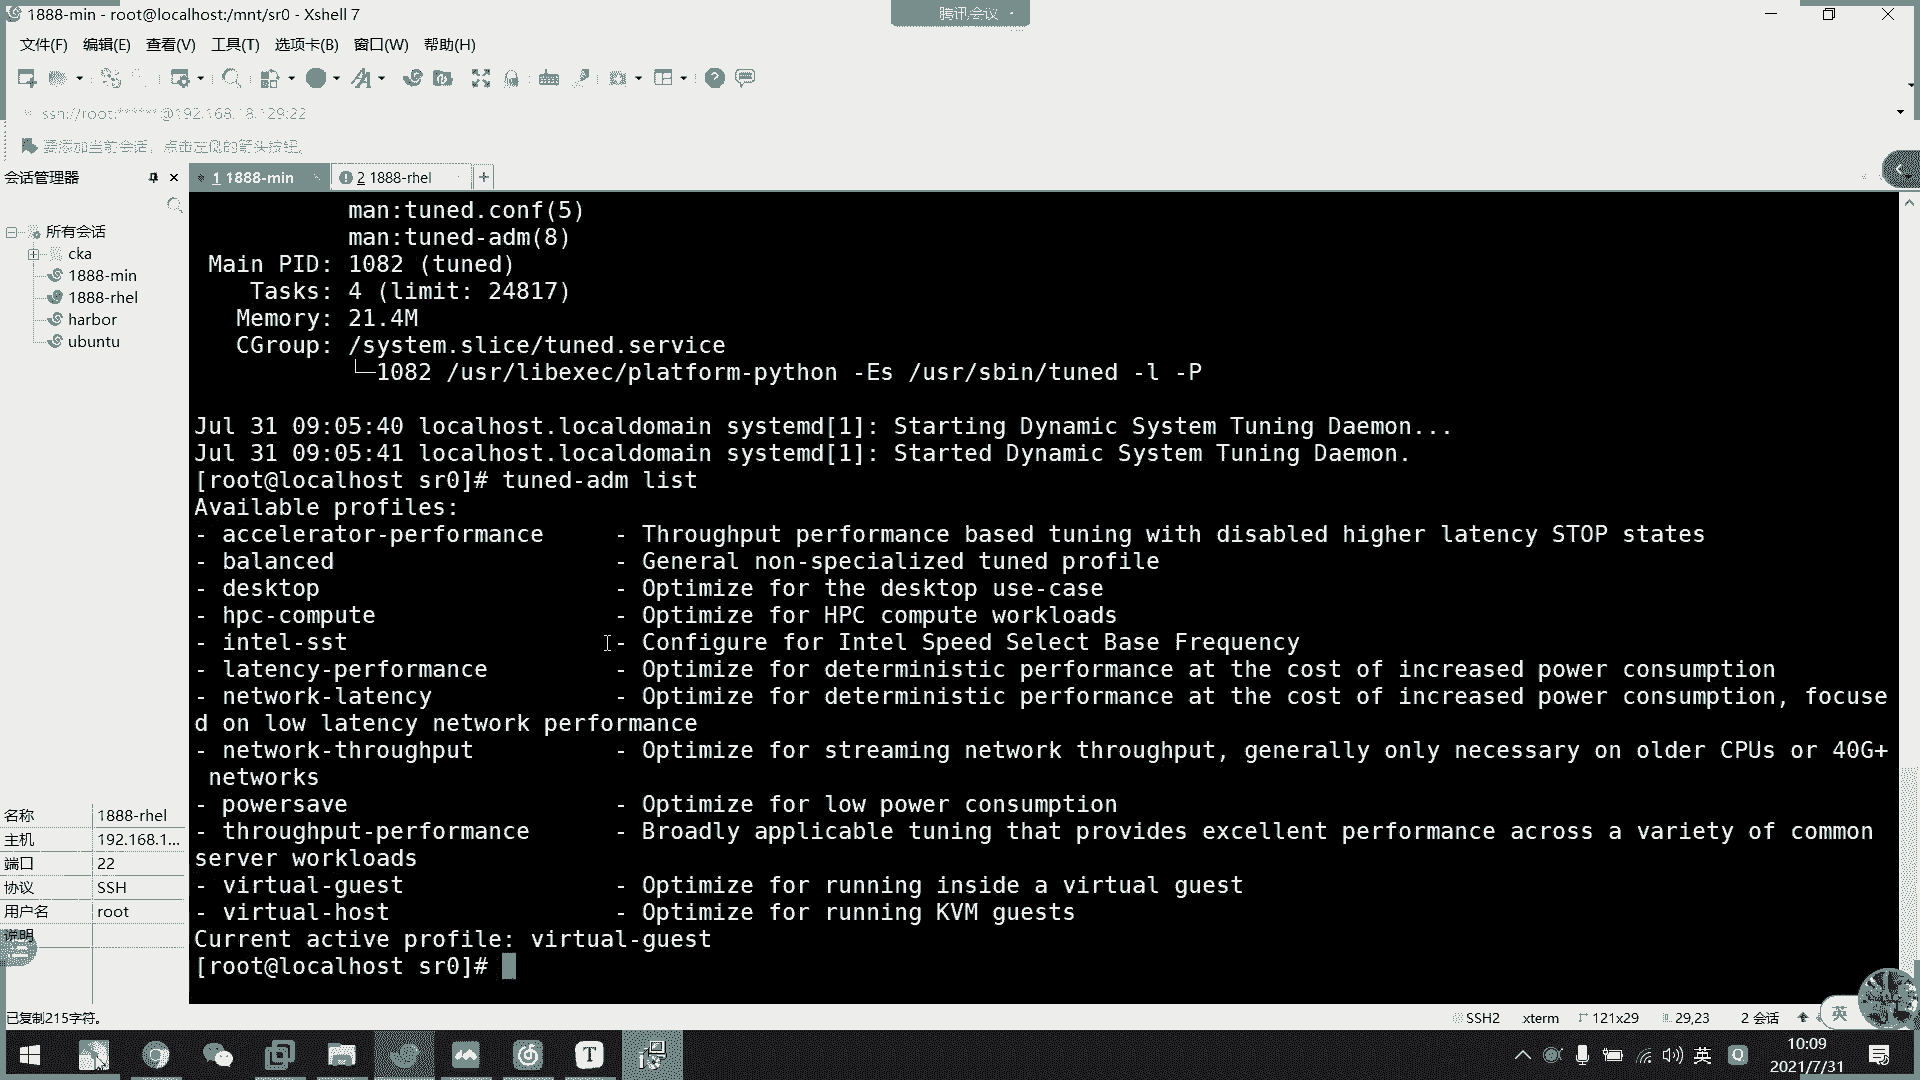 1888-min - root@localhost:/mnt/sr0 - Xshell 7
腾讯会议
文件(F) 编辑(E) 查看(V) 工具(T) 选项卡(B) 窗口(W) 帮助(H)
ssh://root:******@192.168.18.129:22
要添加当前会话，点击左侧的箭头按钮。
会话管理器
1 1888-min
2 1888-rhel
所有会话
cka
1888-min
1888-rhel
harbor
ubuntu
名称 1888-rhel
主机 192.168.1...
端口 22
协议 SSH
用户名 root
说明
man:tuned.conf(5)
man:tuned-adm(8)
Main PID: 1082 (tuned)
Tasks: 4 (limit: 24817)
Memory: 21.4M
CGroup: /system.slice/tuned.service
└─1082 /usr/libexec/platform-python -Es /usr/sbin/tuned -l -P
Jul 31 09:05:40 localhost.localdomain systemd[1]: Starting Dynamic System Tuning Daemon...
Jul 31 09:05:41 localhost.localdomain systemd[1]: Started Dynamic System Tuning Daemon.
[root@localhost sr0]# tuned-adm list
Available profiles:
- accelerator-performance - Throughput performance based tuning with disabled higher latency STOP states
- balanced - General non-specialized tuned profile
- desktop - Optimize for the desktop use-case
- hpc-compute - Optimize for HPC compute workloads
- intel-sst - Configure for Intel Speed Select Base Frequency
- latency-performance - Optimize for deterministic performance at the cost of increased power consumption
- network-latency - Optimize for deterministic performance at the cost of increased power consumption, focuse
d on low latency network performance
- network-throughput - Optimize for streaming network throughput, generally only necessary on older CPUs or 40G+
networks
- powersave - Optimize for low power consumption
- throughput-performance - Broadly applicable tuning that provides excellent performance across a variety of common
server workloads
- virtual-guest - Optimize for running inside a virtual guest
- virtual-host - Optimize for running KVM guests
Current active profile: virtual-guest
[root@localhost sr0]#
已复制215字符。
SSH2 xterm 121x29 29,23 2 会话
英
英
10:09
2021/7/31